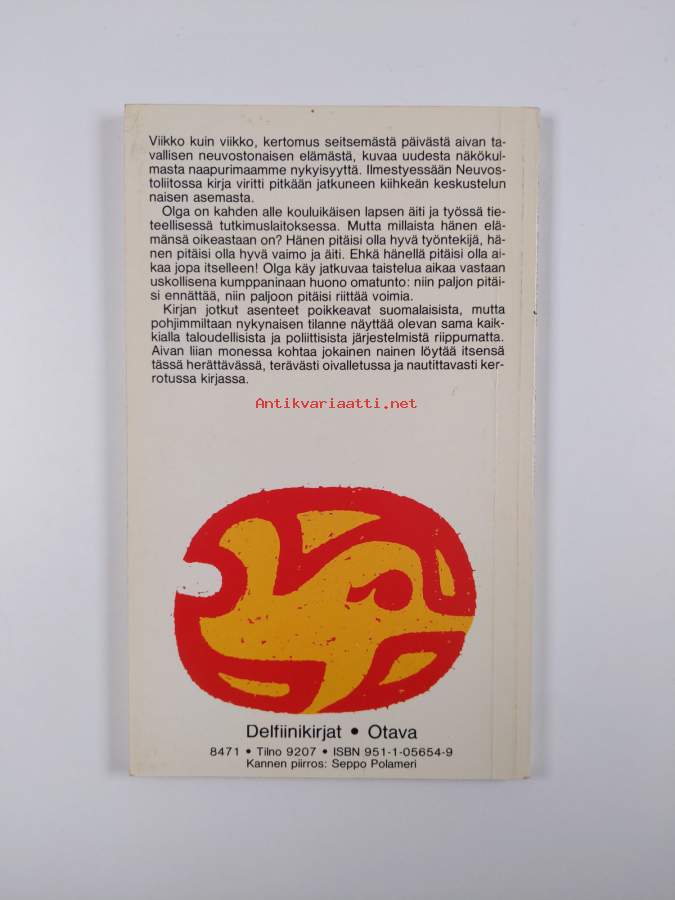 Viikko kuin viikko, kertomus seitsemästä päivästä aivan ta-
vallisen neuvostonaisen elämästä, kuvaa uudesta näkökul-
masta naapurimaamme nykyisyyttä. Ilmestyessään Neuvos-
toliitossa kirja viritti pitkään jatkuneen kiihkeän keskustelun
naisen asemasta.
Olga on kahden alle kouluikäisen lapsen äiti ja työssä tie-
teellisessä tutkimuslaitoksessa. Mutta millaista hänen elä-
mänsä oikeastaan on? Hänen pitäisi olla hyvä työntekijä, hä-
nen pitäisi olla hyvä vaimo ja äiti. Ehkä hänellä pitäisi olla ai-
kaa jopa itselleen! Olga käy jatkuvaa taistelua aikaa vastaan
uskollisena kumppaninaan huono omatunto: niin paljon pitäi-
si ennättää, niin paljoon pitäisi riittää voimia.
Kirjan jotkut asenteet poikkeavat suomalaisista, mutta
pohjimmiltaan nykynaisen tilanne näyttää olevan sama kaik-
kialla taloudellisista ja poliittisista järjestelmistä riippumatta.
Aivan liian monessa kohtaa jokainen nainen löytää itsensä
tässä herättävässä, terävästi oivalletussa ja nautittavasti ker-
rotussa kirjassa.
Antikvariaatti.net
Delfiinikirjat • Otava
8471 • Tilno 9207 • ISBN 951-1-05654-9
Kannen piirros: Seppo Polameri